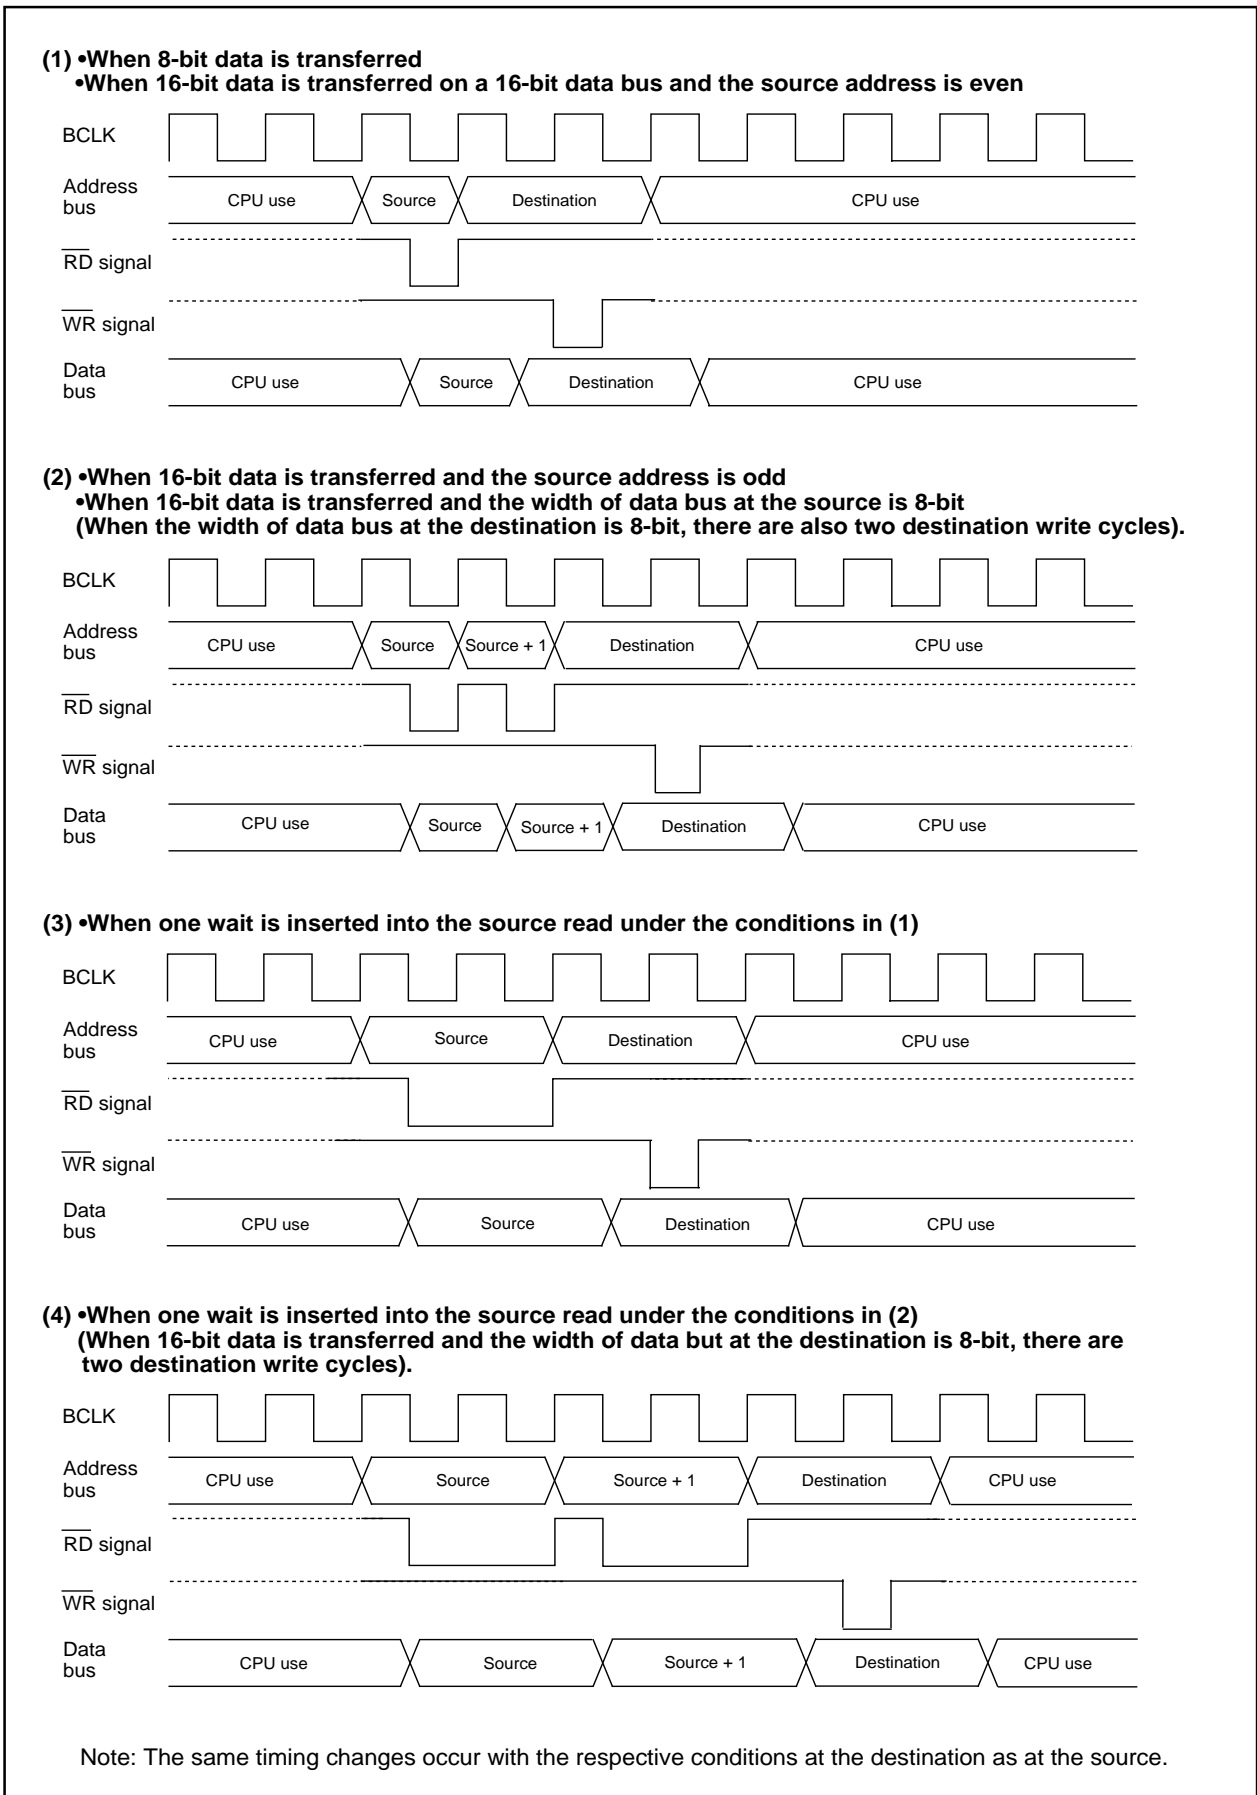 (1) •When 8-bit data is transferred
•When 16-bit data is transferred on a 16-bit data bus and the source address is even
BCLK
Address
bus
CPU use
Source
Destination
CPU use
RD signal
WR signal
Data
bus
CPU use
Source
Destination
CPU use
(2) •When 16-bit data is transferred and the source address is odd
•When 16-bit data is transferred and the width of data bus at the source is 8-bit
(When the width of data bus at the destination is 8-bit, there are also two destination write cycles).
BCLK
Address
bus
CPU use
Source
Source + 1
Destination
CPU use
RD signal
WR signal
Data
bus
CPU use
Source
Source + 1
Destination
CPU use
(3) •When one wait is inserted into the source read under the conditions in (1)
BCLK
Address
bus
CPU use
Source
Destination
CPU use
RD signal
WR signal
Data
bus
CPU use
Source
Destination
CPU use
(4) •When one wait is inserted into the source read under the conditions in (2)
(When 16-bit data is transferred and the width of data but at the destination is 8-bit, there are
two destination write cycles).
BCLK
Address
bus
CPU use
Source
Source + 1
Destination
CPU use
RD signal
WR signal
Data
bus
CPU use
Source
Source + 1
Destination
CPU use
Note: The same timing changes occur with the respective conditions at the destination as at the source.